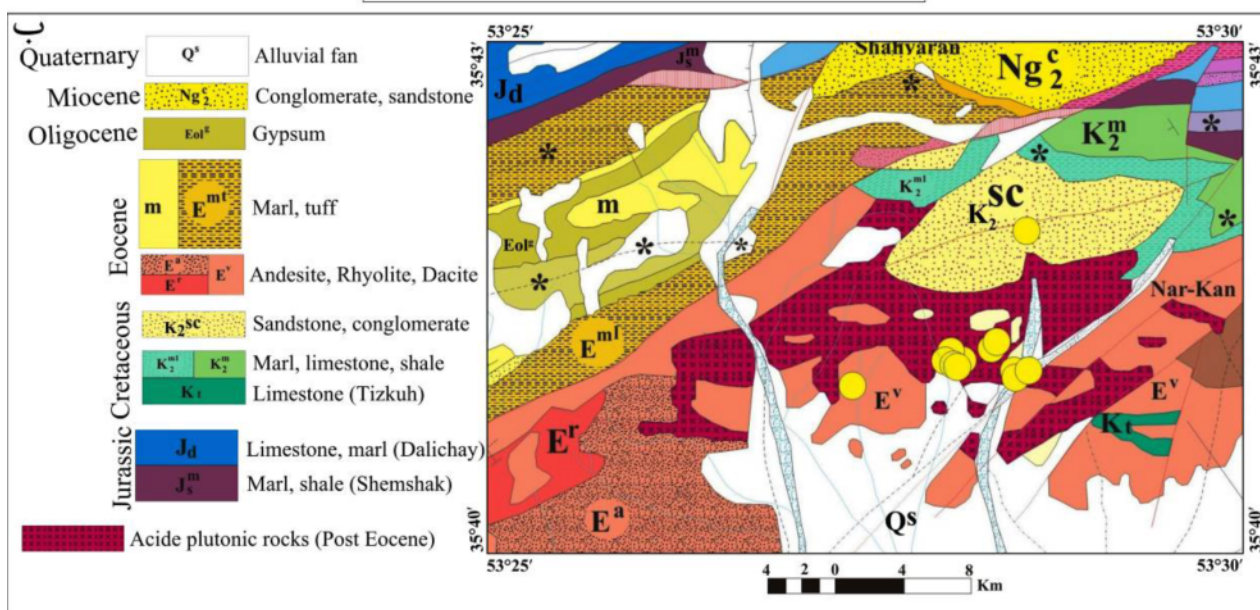 ب
Quaternary
Qˢ
Alluvial fan
Miocene
Ng₂ᶜ
Conglomerate, sandstone
Oligocene
Eolᵍ
Gypsum
Eocene
m
Eᵐᵗ
Marl, tuff
Eᵃ
Eʳ
Eᵛ
Andesite, Rhyolite, Dacite
Cretaceous
K₂sc
Sandstone, conglomerate
K₂ᵐˡ
K₂ᵐ
Marl, limestone, shale
Kₜ
Limestone (Tizkuh)
Jurassic
J_d
Limestone, marl (Dalichay)
Jₛᵐ
Marl, shale (Shemshak)
Acide plutonic rocks (Post Eocene)
53°25′
53°30′
35°43′
35°43′
Shahvaran
Jₛᵐ
J_d
Ng₂ᶜ
*
*
K₂ᵐ
*
*
K₂ᵐˡ
K₂sc
m
Eolᵍ
*
*
*
*
Nar-Kan
Eᵐˡ
Eᵛ
Eᵛ
Eʳ
Kₜ
Eᵃ
Qˢ
35°40′
35°40′
53°25′
53°30′
4 2 0 4 8
Km